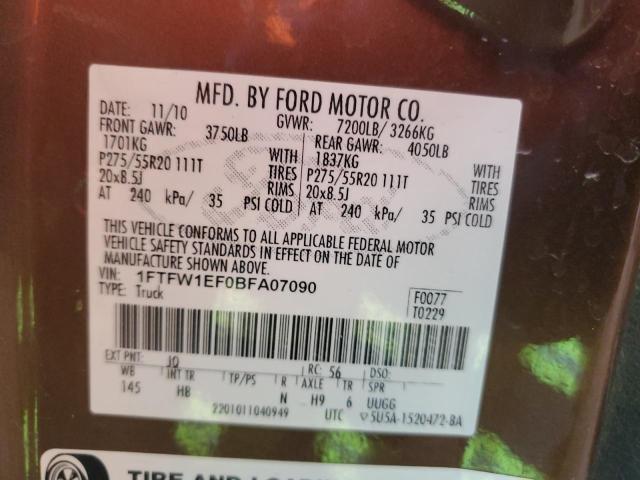 MFD. BY FORD MOTOR CO.
DATE: 11/10 GVWR: 7200LB/ 3266KG
FRONT GAWR: 3750LB REAR GAWR: 4050LB
1701KG WITH 1837KG WITH
P275/55R20 111T TIRES P275/55R20 111T TIRES
20x8.5J RIMS 20x8.5J RIMS
AT 240 kPa/ 35 PSI COLD AT 240 kPa/ 35 PSI COLD
THIS VEHICLE CONFORMS TO ALL APPLICABLE FEDERAL MOTOR
VEHICLE SAFETY STANDARDS IN EFFECT ON THE DATE OF
MANUFACTURE SHOWN ABOVE.
VIN: 1FTFW1EF0BFA07090
TYPE: Truck
F0077
T0229
EXT PNT: JQ RC: 56 DSO:
WB INT TR TP/PS R AXLE TR SPR
145 HB N H9 6 UUGG
2201011040949 UTC 5U5A-1520472-BA
TIRE AND